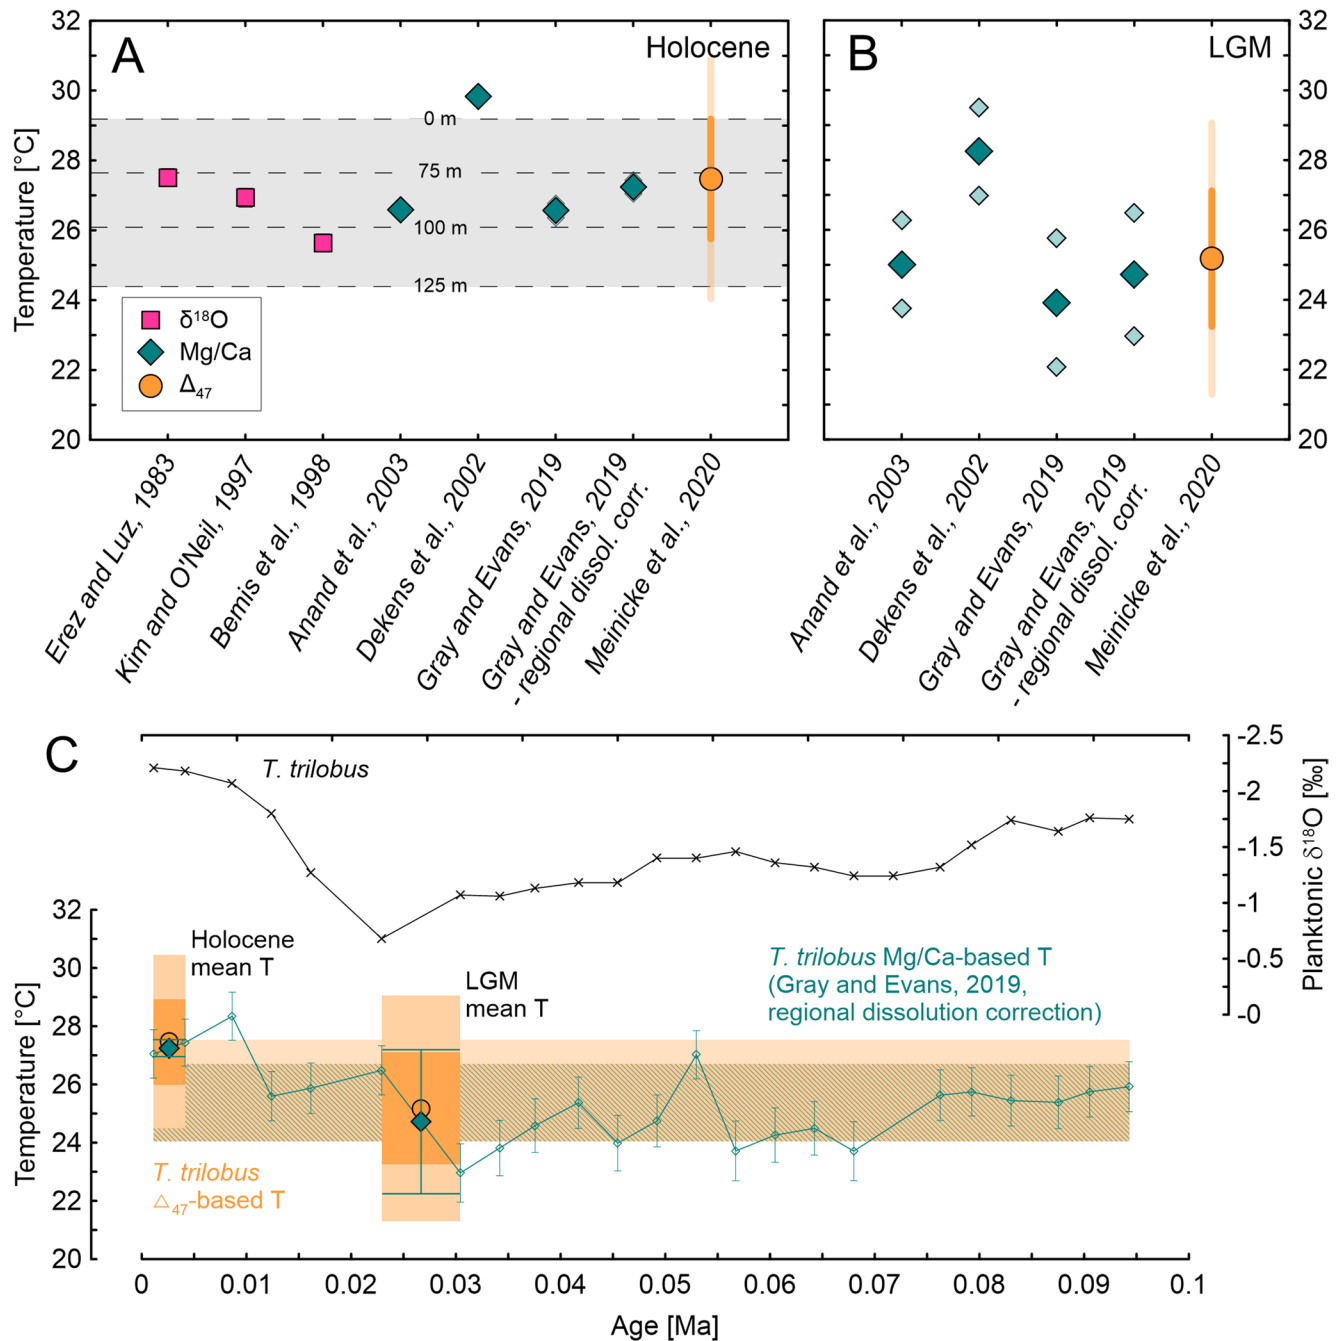 A
Holocene
32
30
28
26
24
22
20
Temperature [°C]
0 m
75 m
100 m
125 m
δ¹⁸O
Mg/Ca
Δ₄₇
Erez and Luz, 1983
Kim and O'Neil, 1997
Bemis et al., 1998
Anand et al., 2003
Dekens et al., 2002
Gray and Evans, 2019
Gray and Evans, 2019
- regional dissol. corr.
Meinicke et al., 2020
B
LGM
32
30
28
26
24
22
20
Anand et al., 2003
Dekens et al., 2002
Gray and Evans, 2019
Gray and Evans, 2019
- regional dissol. corr.
Meinicke et al., 2020
C
T. trilobus
-2.5
-2
-1.5
-1
-0.5
-0
Planktonic δ¹⁸O [‰]
32
30
28
26
24
22
20
Temperature [°C]
Holocene
mean T
LGM
mean T
T. trilobus Mg/Ca-based T
(Gray and Evans, 2019,
regional dissolution correction)
T. trilobus
Δ₄₇-based T
0 0.01 0.02 0.03 0.04 0.05 0.06 0.07 0.08 0.09 0.1
Age [Ma]